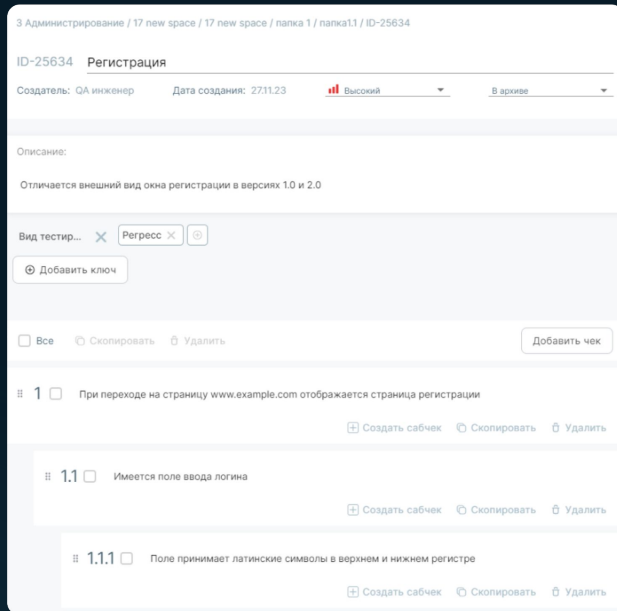 3 Администрирование / 17 new space / 17 new space / папка 1 / папка1.1 / ID-25634
ID-25634 Регистрация
Создатель: QA инженер Дата создания: 27.11.23 Высокий В архиве
Описание:
Отличается внешний вид окна регистрации в версиях 1.0 и 2.0
Вид тестир... Регресс
Добавить ключ
Все Скопировать Удалить Добавить чек
1 При переходе на страницу www.example.com отображается страница регистрации
Создать сабчек Скопировать Удалить
1.1 Имеется поле ввода логина
Создать сабчек Скопировать Удалить
1.1.1 Поле принимает латинские символы в верхнем и нижнем регистре
Создать сабчек Скопировать Удалить